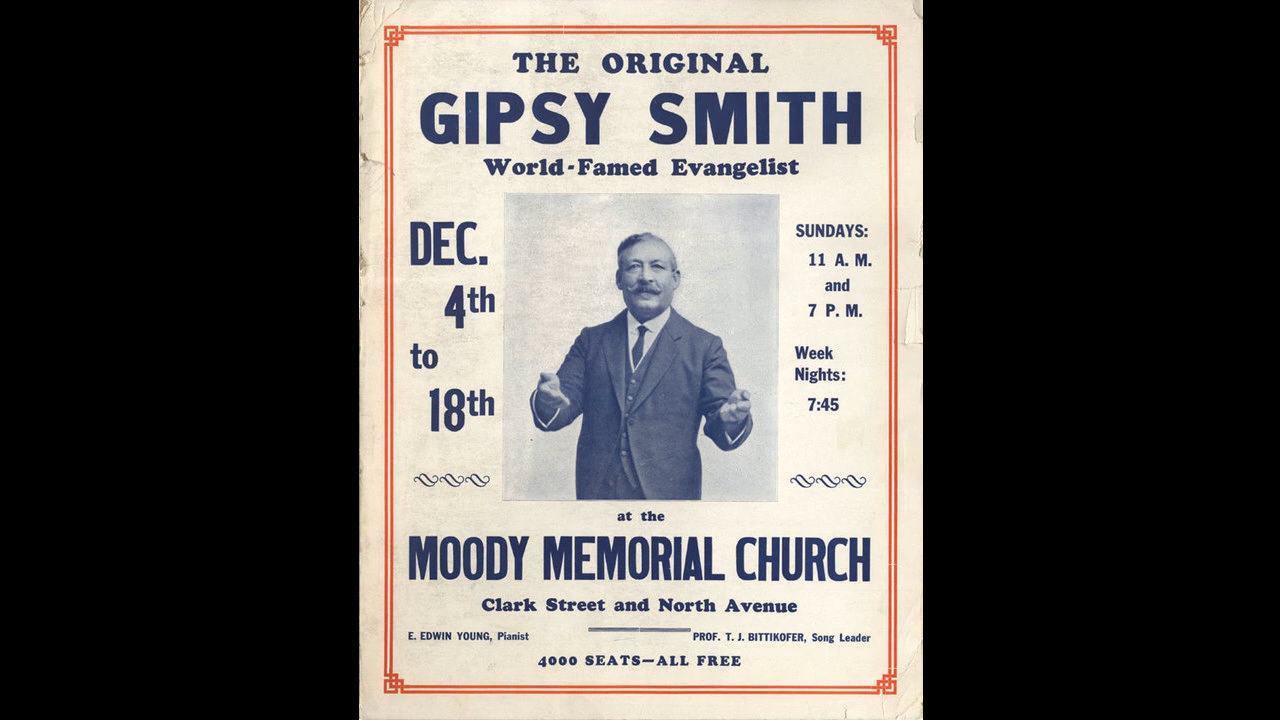 THE ORIGINAL
GIPSY SMITH
World-Famed Evangelist
DEC.
4th
to
18th
SUNDAYS:
11 A. M.
and
7 P. M.
Week
Nights:
7:45
at the
MOODY MEMORIAL CHURCH
Clark Street and North Avenue
E. EDWIN YOUNG, Pianist
PROF. T. J. BITTIKOFER, Song Leader
4000 SEATS—ALL FREE